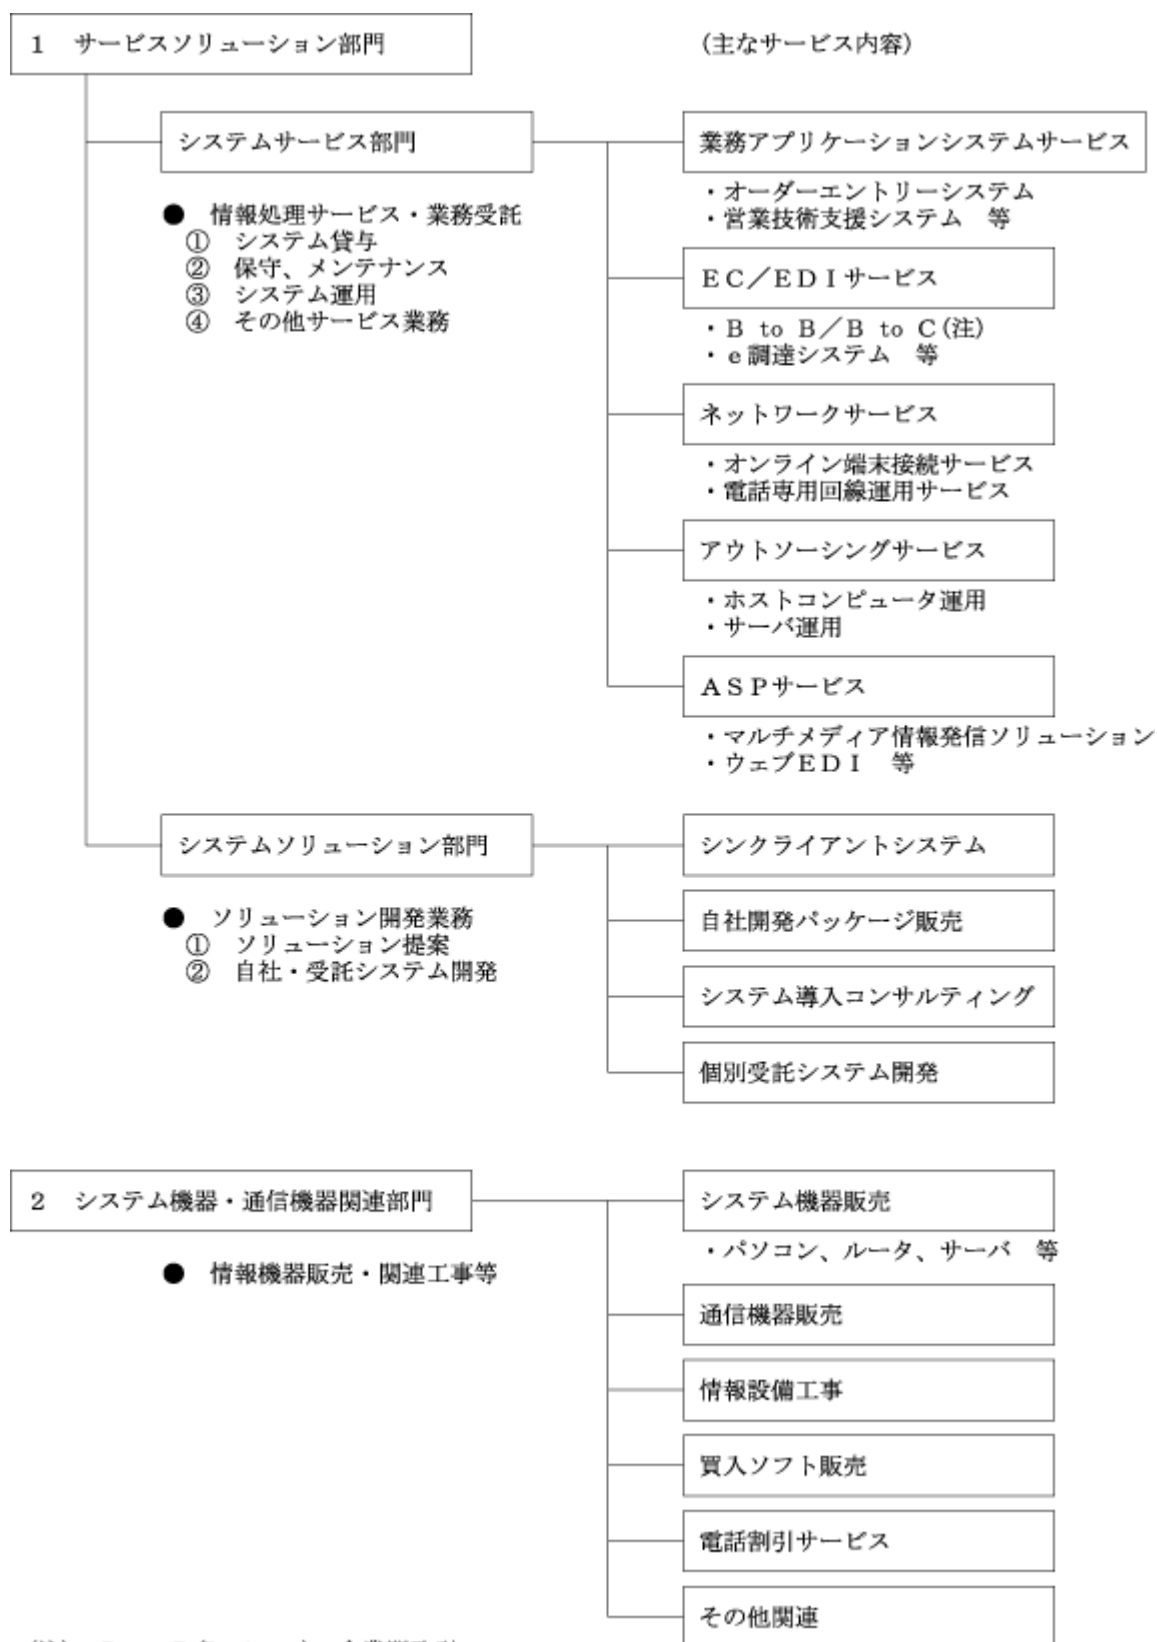 1 サービスソリューション部門
(主なサービス内容)
システムサービス部門
● 情報処理サービス・業務受託
① システム貸与
② 保守、メンテナンス
③ システム運用
④ その他サービス業務
業務アプリケーションシステムサービス
・オーダーエントリーシステム
・営業技術支援システム 等
EC/EDIサービス
・B to B/B to C(注)
・e調達システム 等
ネットワークサービス
・オンライン端末接続サービス
・電話専用回線運用サービス
アウトソーシングサービス
・ホストコンピュータ運用
・サーバ運用
ASPサービス
・マルチメディア情報発信ソリューション
・ウェブEDI 等
システムソリューション部門
● ソリューション開発業務
① ソリューション提案
② 自社・受託システム開発
シンクライアントシステム
自社開発パッケージ販売
システム導入コンサルティング
個別受託システム開発
2 システム機器・通信機器関連部門
● 情報機器販売・関連工事等
システム機器販売
・パソコン、ルータ、サーバ 等
通信機器販売
情報設備工事
買入ソフト販売
電話割引サービス
その他関連